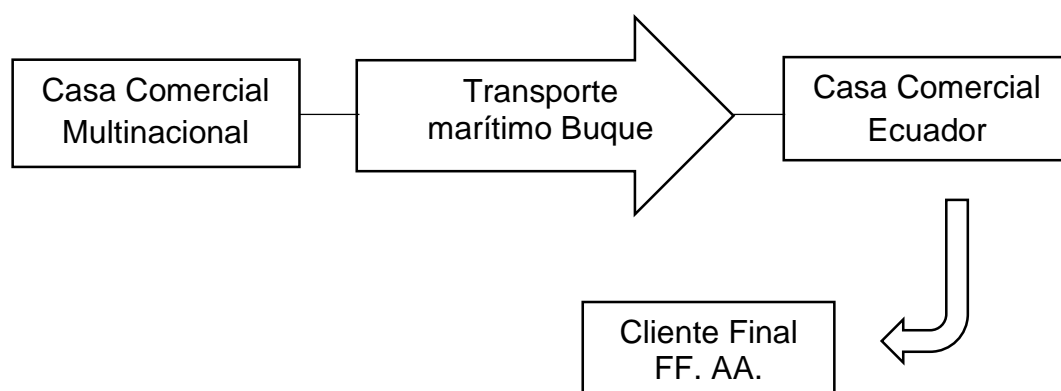 Casa Comercial
Multinacional
Transporte
marítimo Buque
Casa Comercial
Ecuador
Cliente Final
FF. AA.